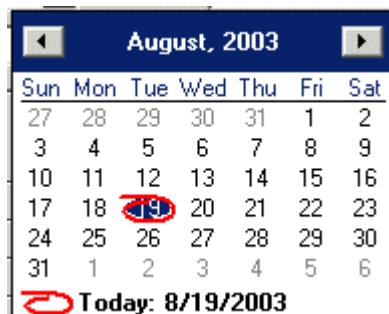 August, 2003
Sun Mon Tue Wed Thu Fri Sat
27 28 29 30 31 1 2
3 4 5 6 7 8 9
10 11 12 13 14 15 16
17 18 19 20 21 22 23
24 25 26 27 28 29 30
31 1 2 3 4 5 6
Today: 8/19/2003